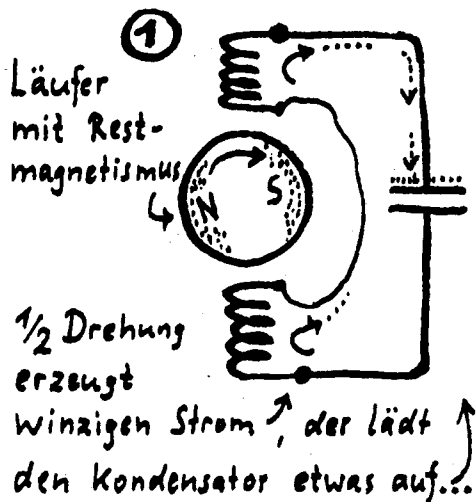 1
Läufer
mit Rest-
magnetismus
N S
1/2 Drehung
erzeugt
winzigen Strom, der lädt
den Kondensator etwas auf...